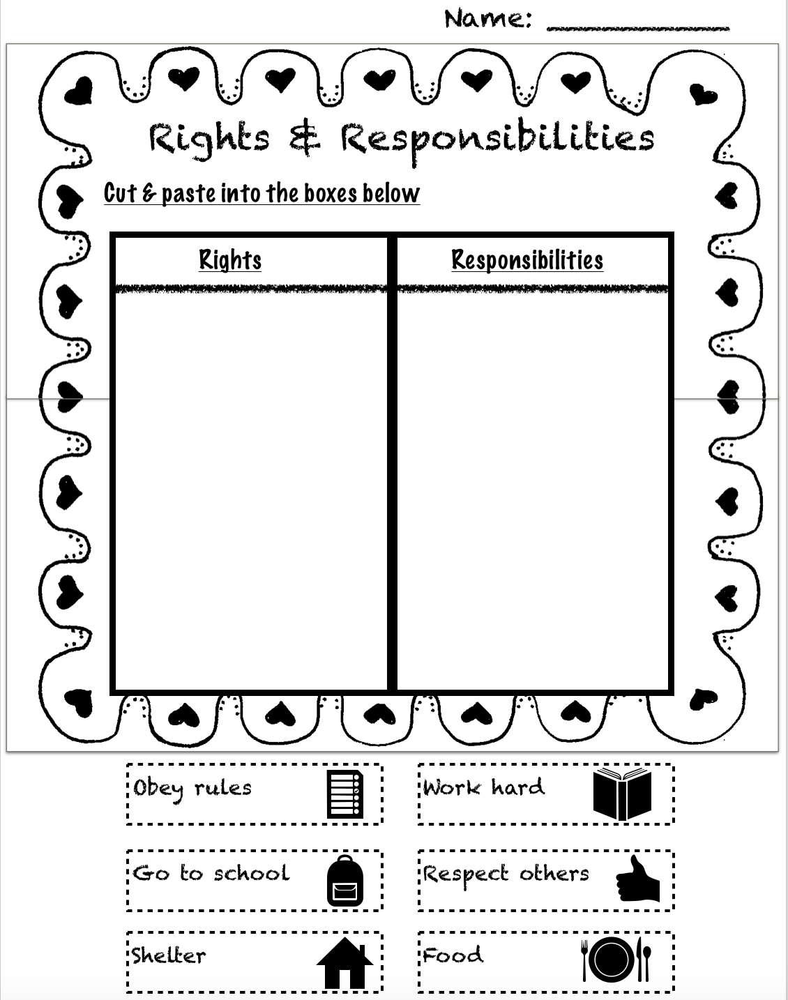 Name: ________________
Rights & Responsibilities
Cut & paste into the boxes below
Rights Responsibilities
Obey rules Work hard
Go to school Respect others
Shelter Food